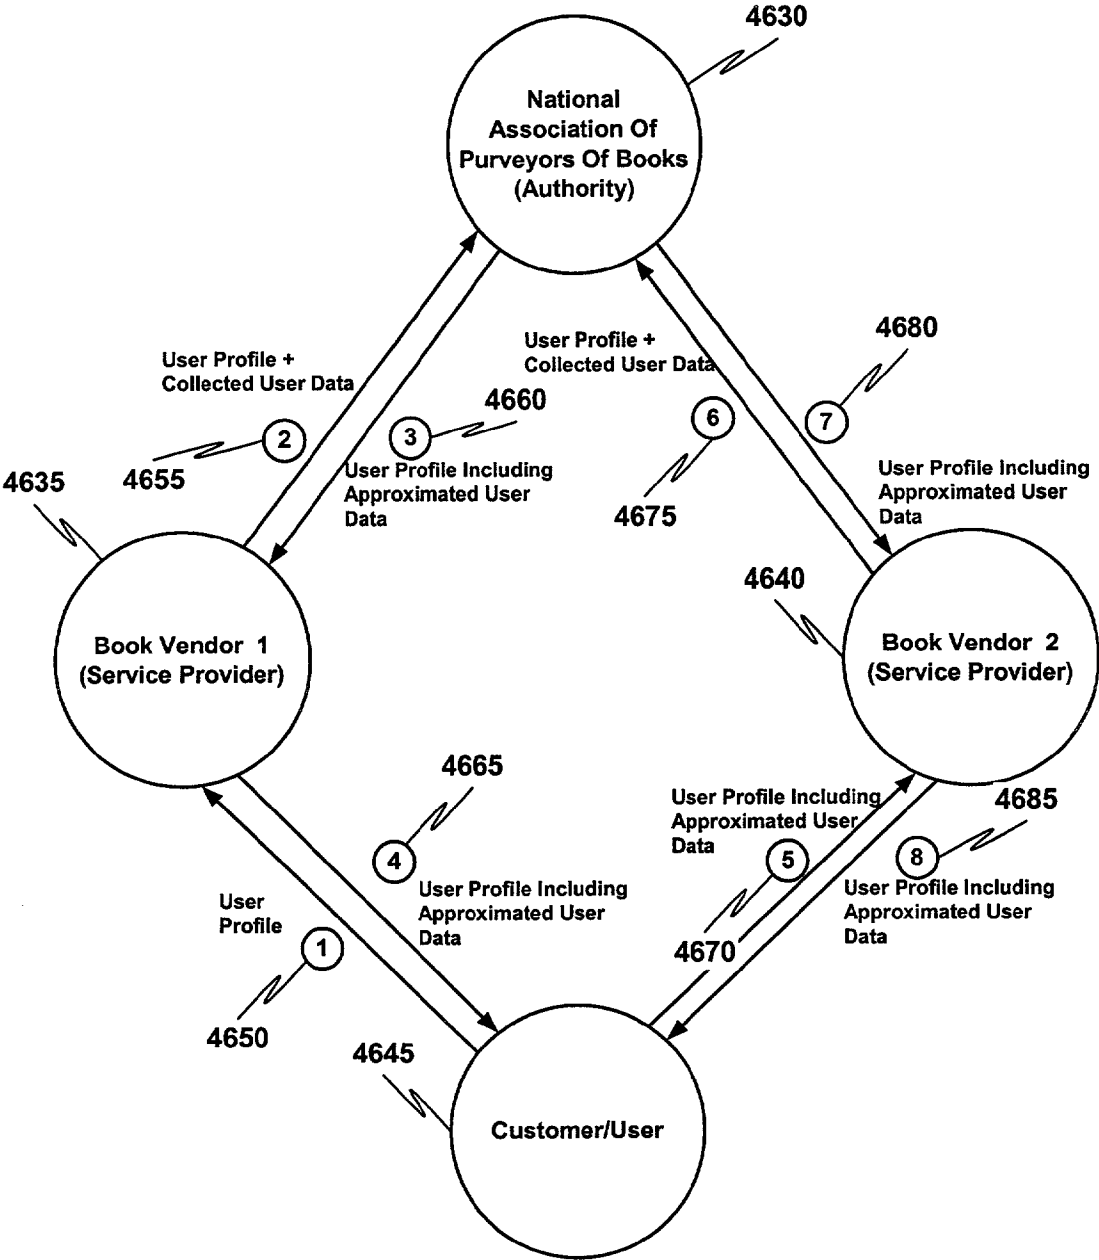 4630
National
Association Of
Purveyors Of Books
(Authority)
4680
User Profile +
Collected User Data
User Profile +
Collected User Data
4660
2
3
6
7
4635
4655
User Profile Including
Approximated User
Data
4675
User Profile Including
Approximated User
Data
4640
Book Vendor 1
(Service Provider)
Book Vendor 2
(Service Provider)
4665
User Profile Including
Approximated User
Data
4685
4
5
8
User
Profile
User Profile Including
Approximated User
Data
User Profile Including
Approximated User
Data
1
4670
4650
4645
Customer/User